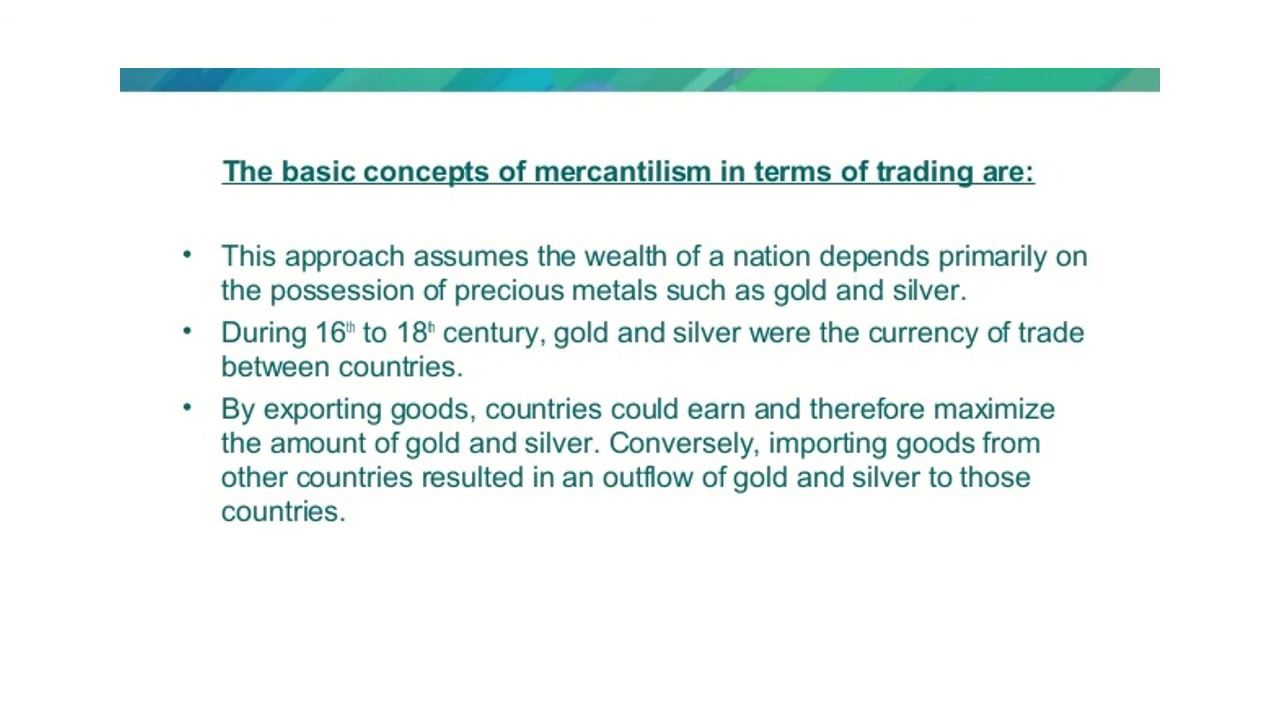 The basic concepts of mercantilism in terms of trading are:
• This approach assumes the wealth of a nation depends primarily on
the possession of precious metals such as gold and silver.
• During 16th to 18th century, gold and silver were the currency of trade
between countries.
• By exporting goods, countries could earn and therefore maximize
the amount of gold and silver. Conversely, importing goods from
other countries resulted in an outflow of gold and silver to those
countries.